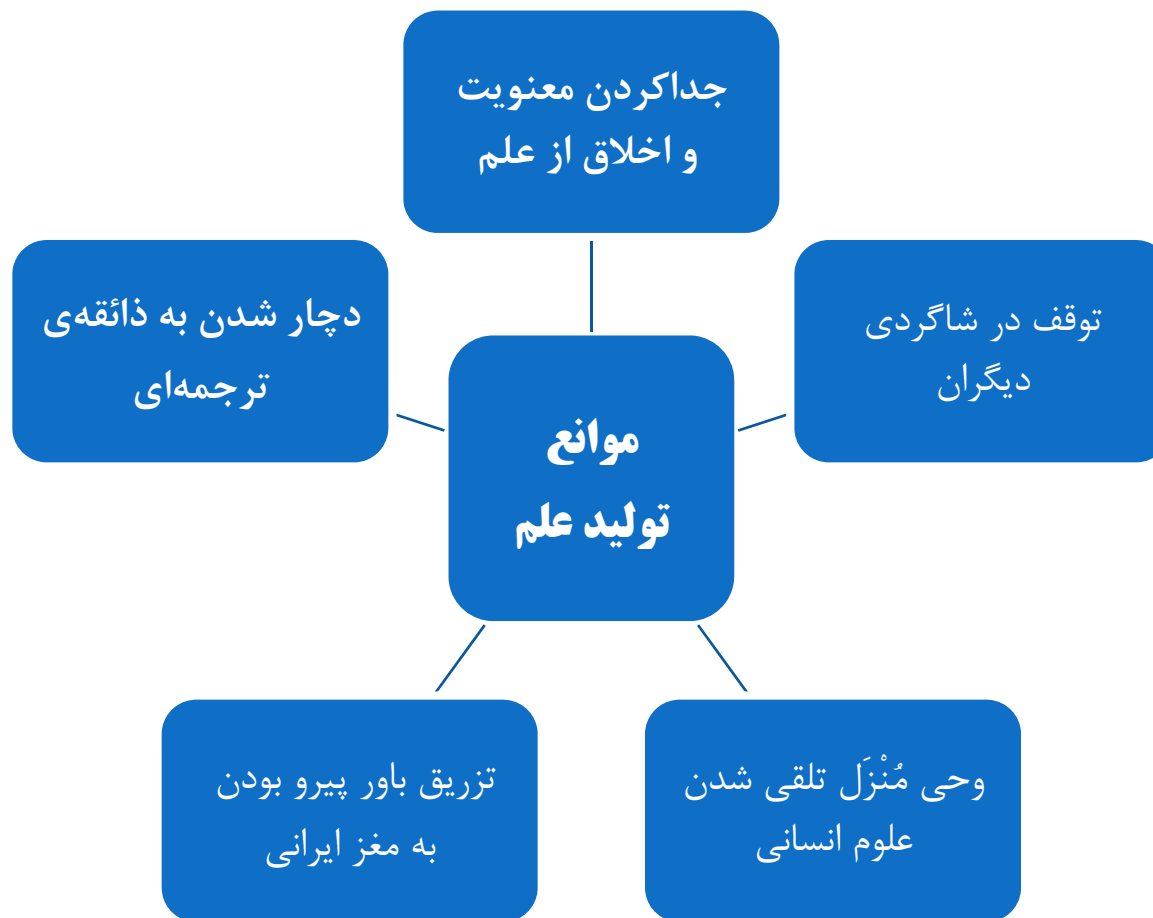 جداکردن معنویت
و اخلاق از علم
توقف در شاگردی
دیگران
دچار شدن به ذائقه‌ی
ترجمه‌ای
موانع
تولید علم
وحی مُنْزَل تلقی شدن
علوم انسانی
تزریق باور پیرو بودن
به مغز ایرانی